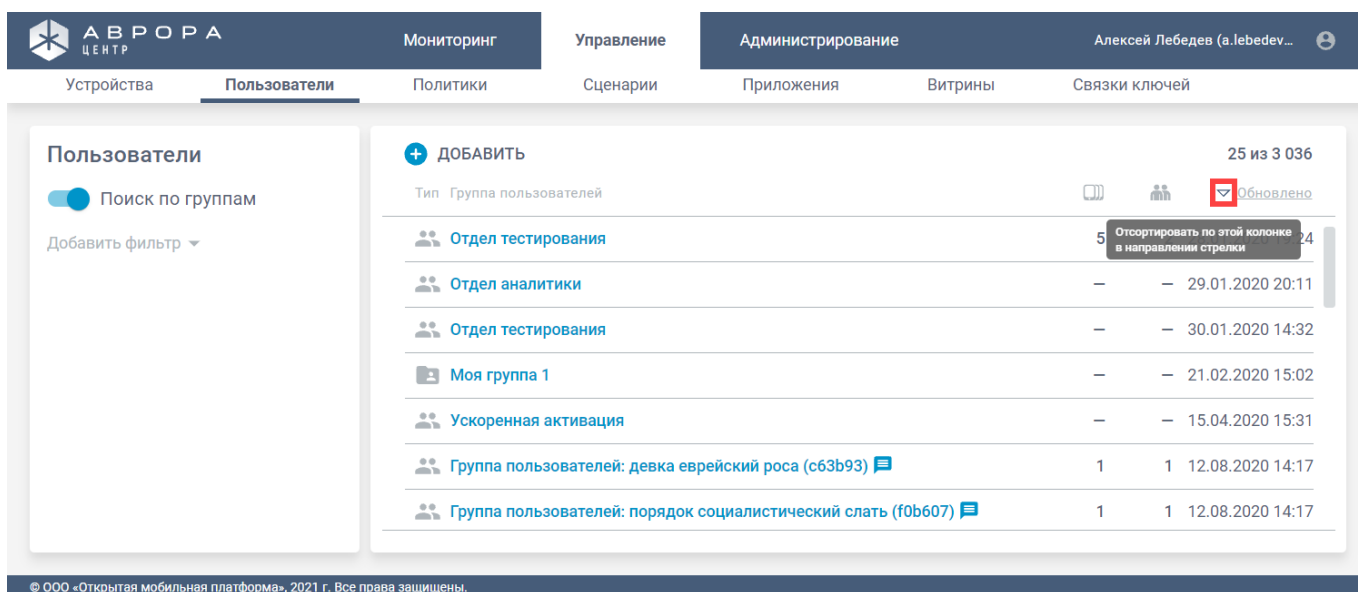 АВРОРА
ЦЕНТР
Мониторинг Управление Администрирование Алексей Лебедев (a.lebedev...
Устройства Пользователи Политики Сценарии Приложения Витрины Связки ключей
Пользователи
Поиск по группам
Добавить фильтр
ДОБАВИТЬ 25 из 3 036
Тип Группа пользователей Обновлено
Отсортировать по этой колонке
в направлении стрелки
Отдел тестирования 5 24
Отдел аналитики – – 29.01.2020 20:11
Отдел тестирования – – 30.01.2020 14:32
Моя группа 1 – – 21.02.2020 15:02
Ускоренная активация – – 15.04.2020 15:31
Группа пользователей: девка еврейский роса (c63b93) 1 1 12.08.2020 14:17
Группа пользователей: порядок социалистический слать (f0b607) 1 1 12.08.2020 14:17
© ООО «Открытая мобильная платформа», 2021 г. Все права защищены.